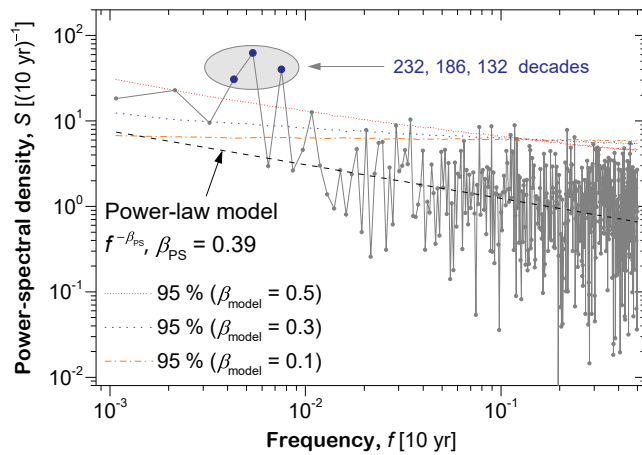 10²
232, 186, 132 decades
10¹
10⁰
10⁻¹
10⁻²
Power-spectral density, S [(10 yr)⁻¹]
Power-law model
f^−β_PS, β_PS = 0.39
95 % (β_model = 0.5)
95 % (β_model = 0.3)
95 % (β_model = 0.1)
10⁻³ 10⁻² 10⁻¹
Frequency, f [10 yr]